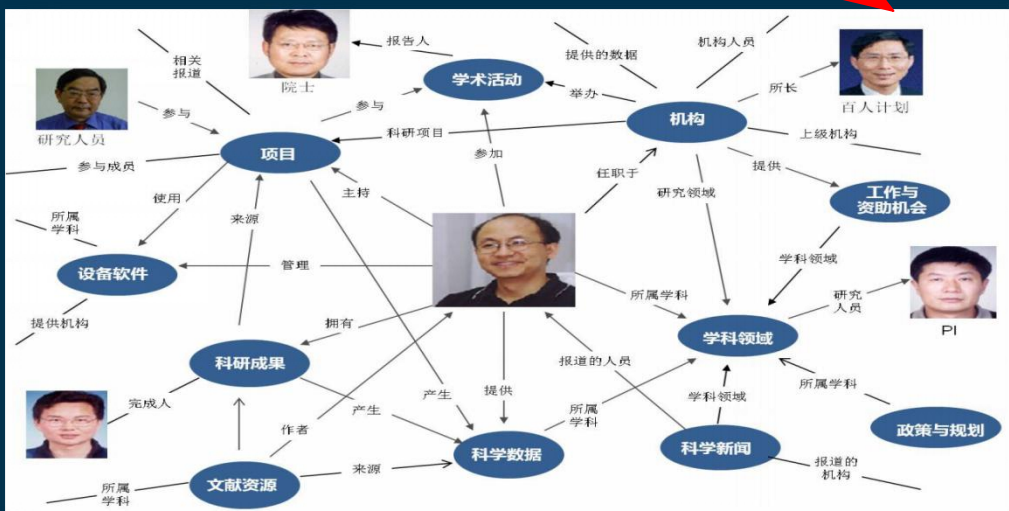 报告人
提供的数据
机构人员
相关
报道
院士
学术活动
举办
所长
百人计划
参与
研究人员
参与
科研项目
机构
上级机构
项目
参与成员
参加
任职于
研究领域
提供
使用
来源
主持
工作与
资助机会
所属
学科
设备软件
管理
学科领域
所属学科
研究
人员
提供机构
拥有
PI
科研成果
学科领域
报道的人员
提供
所属学科
完成人
产生
产生
所属
学科
学科领域
作者
政策与规划
科学数据
科学新闻
来源
报道的
机构
所属
学科
文献资源